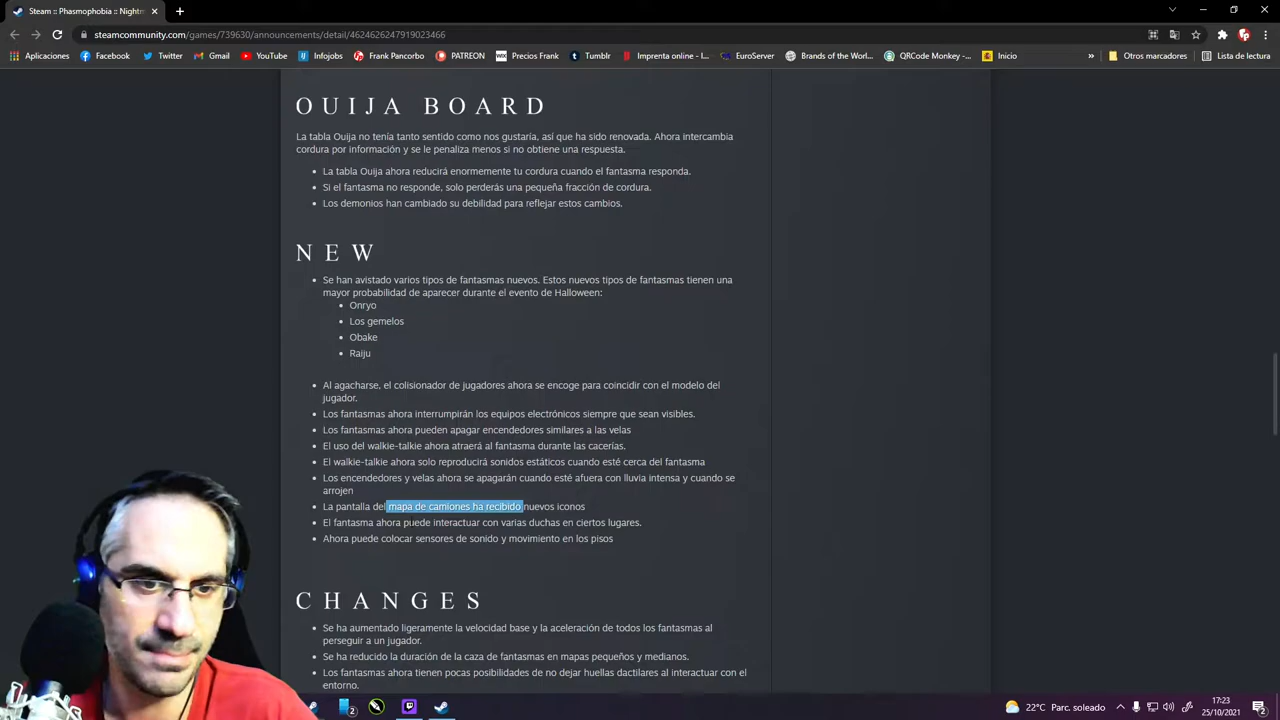 Steam :: Phasmophobia :: Nightm
steamcommunity.com/games/739630/announcements/detail/4624626247919023466
Aplicaciones
Facebook
Twitter
Gmail
YouTube
Infojobs
Frank Pancorbo
PATREON
Precios Frank
Tumblr
Imprenta online - I...
EuroServer
Brands of the Worl...
QRCode Monkey -...
Inicio
»
Otros marcadores
Lista de lectura
OUIJA BOARD
La tabla Ouija no tenía tanto sentido como nos gustaría, así que ha sido renovada. Ahora intercambia
cordura por información y se le penaliza menos si no obtiene una respuesta.
• La tabla Ouija ahora reducirá enormemente tu cordura cuando el fantasma responda.
• Si el fantasma no responde, solo perderás una pequeña fracción de cordura.
• Los demonios han cambiado su debilidad para reflejar estos cambios.
NEW
• Se han avistado varios tipos de fantasmas nuevos. Estos nuevos tipos de fantasmas tienen una
mayor probabilidad de aparecer durante el evento de Halloween:
• Onryo
• Los gemelos
• Obake
• Raiju
• Al agacharse, el colisionador de jugadores ahora se encoge para coincidir con el modelo del
jugador.
• Los fantasmas ahora interrumpirán los equipos electrónicos siempre que sean visibles.
• Los fantasmas ahora pueden apagar encendedores similares a las velas
• El uso del walkie-talkie ahora atraerá al fantasma durante las cacerías.
• El walkie-talkie ahora solo reproducirá sonidos estáticos cuando esté cerca del fantasma
• Los encendedores y velas ahora se apagarán cuando esté afuera con lluvia intensa y cuando se
arrojen
• La pantalla del mapa de camiones ha recibido nuevos iconos
• El fantasma ahora puede interactuar con varias duchas en ciertos lugares.
• Ahora puede colocar sensores de sonido y movimiento en los pisos
CHANGES
• Se ha aumentado ligeramente la velocidad base y la aceleración de todos los fantasmas al
perseguir a un jugador.
• Se ha reducido la duración de la caza de fantasmas en mapas pequeños y medianos.
• Los fantasmas ahora tienen pocas posibilidades de no dejar huellas dactilares al interactuar con el
entorno.
2
22°C Parc. soleado
17:23
25/10/2021
2